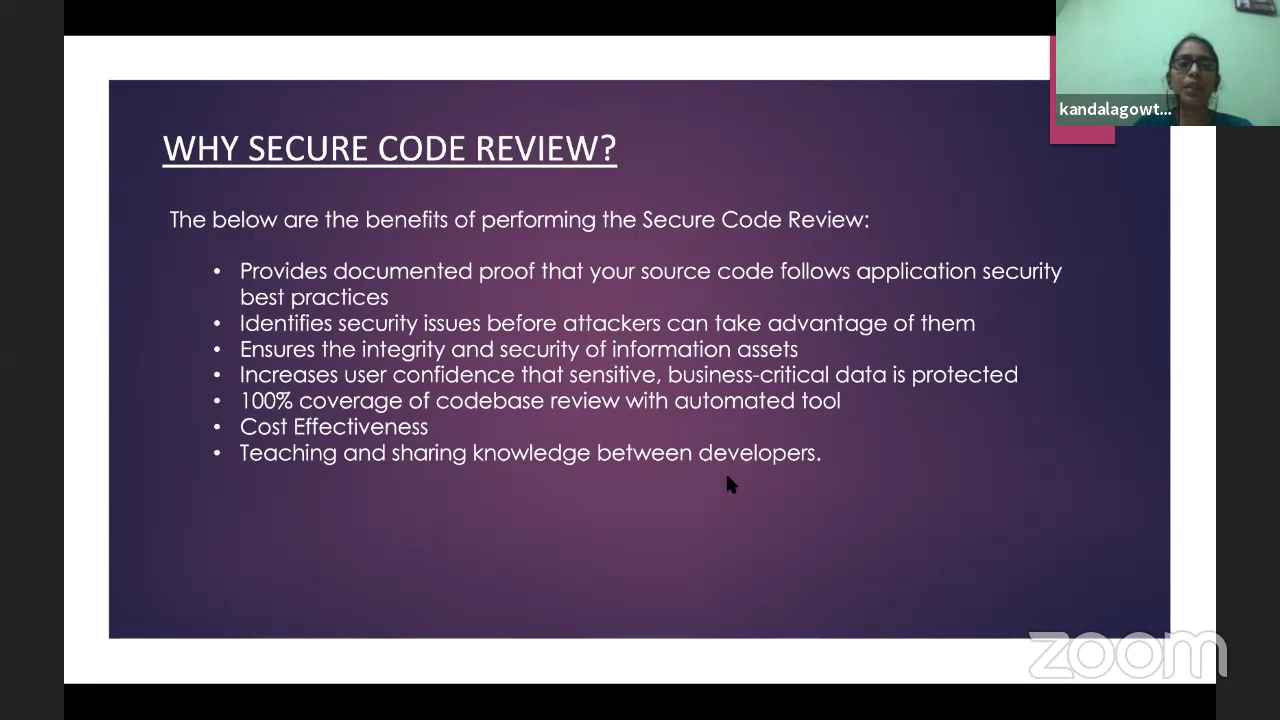 kandalagowt...
WHY SECURE CODE REVIEW?
The below are the benefits of performing the Secure Code Review:
• Provides documented proof that your source code follows application security
best practices
• Identifies security issues before attackers can take advantage of them
• Ensures the integrity and security of information assets
• Increases user confidence that sensitive, business-critical data is protected
• 100% coverage of codebase review with automated tool
• Cost Effectiveness
• Teaching and sharing knowledge between developers.
zoom